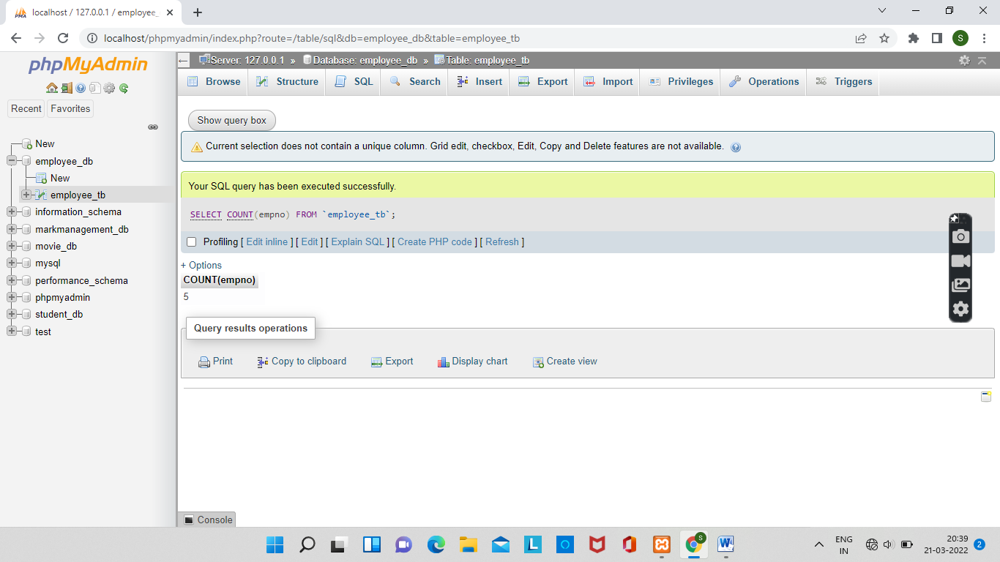 localhost / 127.0.0.1 / employee_
localhost/phpmyadmin/index.php?route=/table/sql&db=employee_db&table=employee_tb
S
phpMyAdmin
Recent Favorites
New
employee_db
New
employee_tb
information_schema
markmanagement_db
movie_db
mysql
performance_schema
phpmyadmin
student_db
test
Server: 127.0.0.1 » Database: employee_db » Table: employee_tb
Browse Structure SQL Search Insert Export Import Privileges Operations Triggers
Show query box
Current selection does not contain a unique column. Grid edit, checkbox, Edit, Copy and Delete features are not available.
Your SQL query has been executed successfully.
SELECT COUNT(empno) FROM `employee_tb`;
Profiling [ Edit inline ] [ Edit ] [ Explain SQL ] [ Create PHP code ] [ Refresh ]
+ Options
COUNT(empno)
5
Query results operations
Print Copy to clipboard Export Display chart Create view
Console
ENG
IN
20:39
21-03-2022
2